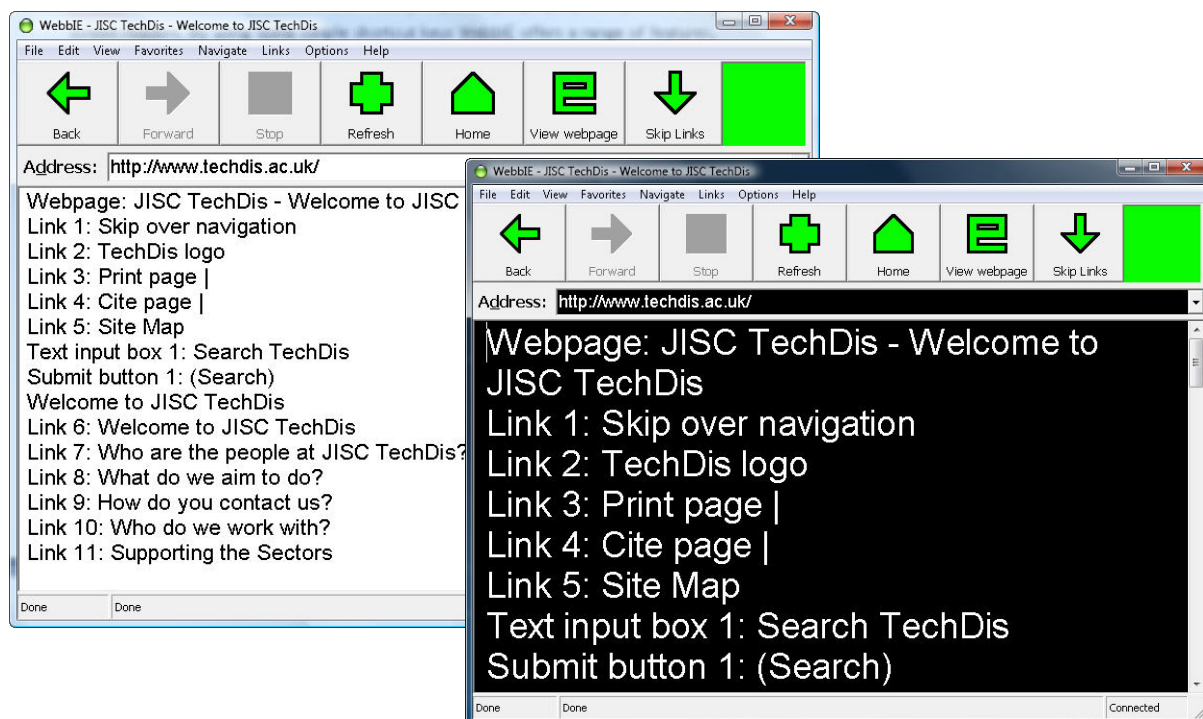 WebbIE - JISC TechDis - Welcome to JISC TechDis
File Edit View Favorites Navigate Links Options Help
Back Forward Stop Refresh Home View webpage Skip Links
Address: http://www.techdis.ac.uk/
Webpage: JISC TechDis - Welcome to JISC
Link 1: Skip over navigation
Link 2: TechDis logo
Link 3: Print page |
Link 4: Cite page |
Link 5: Site Map
Text input box 1: Search TechDis
Submit button 1: (Search)
Welcome to JISC TechDis
Link 6: Welcome to JISC TechDis
Link 7: Who are the people at JISC TechDis?
Link 8: What do we aim to do?
Link 9: How do you contact us?
Link 10: Who do we work with?
Link 11: Supporting the Sectors
Done Done
WebbIE - JISC TechDis - Welcome to JISC TechDis
File Edit View Favorites Navigate Links Options Help
Back Forward Stop Refresh Home View webpage Skip Links
Address: http://www.techdis.ac.uk/
Webpage: JISC TechDis - Welcome to
JISC TechDis
Link 1: Skip over navigation
Link 2: TechDis logo
Link 3: Print page |
Link 4: Cite page |
Link 5: Site Map
Text input box 1: Search TechDis
Submit button 1: (Search)
Done Done Connected